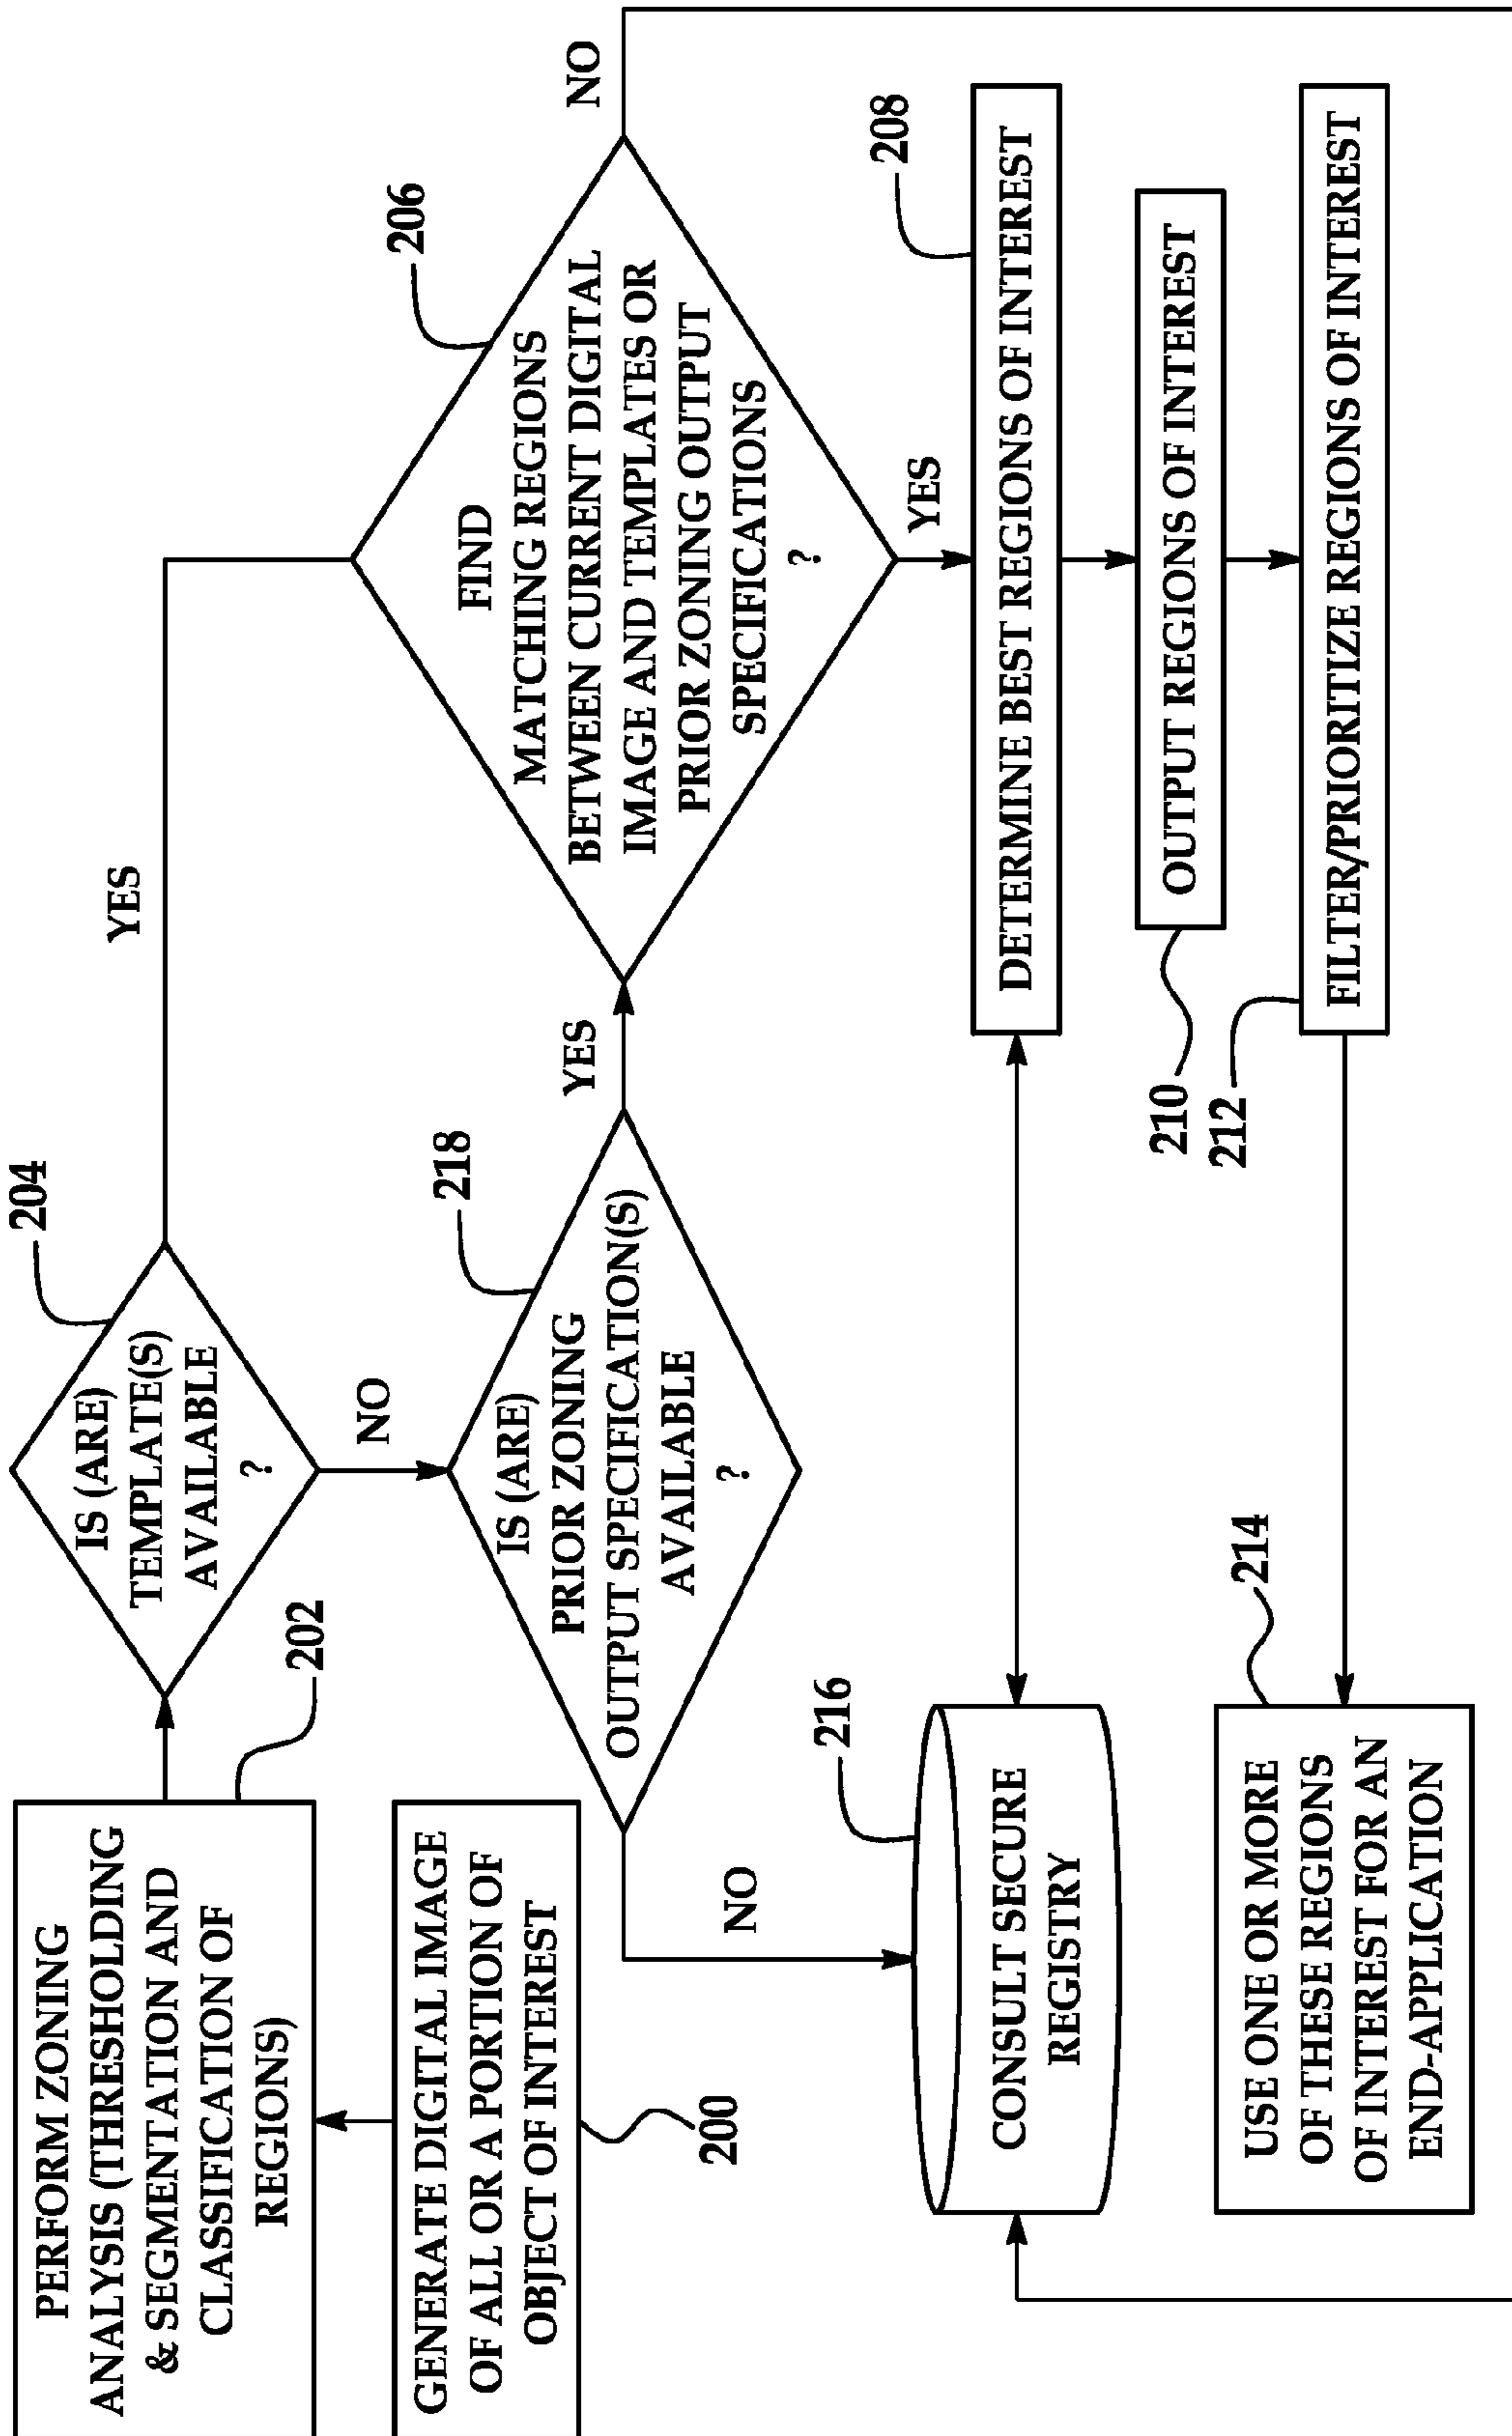 PERFORM ZONING
ANALYSIS (THRESHOLDING
& SEGMENTATION AND
CLASSIFICATION OF
REGIONS)
202
GENERATE DIGITAL IMAGE
OF ALL OR A PORTION OF
OBJECT OF INTEREST
200
IS (ARE)
TEMPLATE(S)
AVAILABLE
?
204
YES
NO
IS (ARE)
PRIOR ZONING
OUTPUT SPECIFICATION(S)
AVAILABLE
?
218
YES
NO
FIND
MATCHING REGIONS
BETWEEN CURRENT DIGITAL
IMAGE AND TEMPLATES OR
PRIOR ZONING OUTPUT
SPECIFICATIONS
?
206
NO
YES
CONSULT SECURE
REGISTRY
216
DETERMINE BEST REGIONS OF INTEREST
208
OUTPUT REGIONS OF INTEREST
210
FILTER/PRIORITIZE REGIONS OF INTEREST
212
USE ONE OR MORE
OF THESE REGIONS
OF INTEREST FOR AN
END-APPLICATION
214